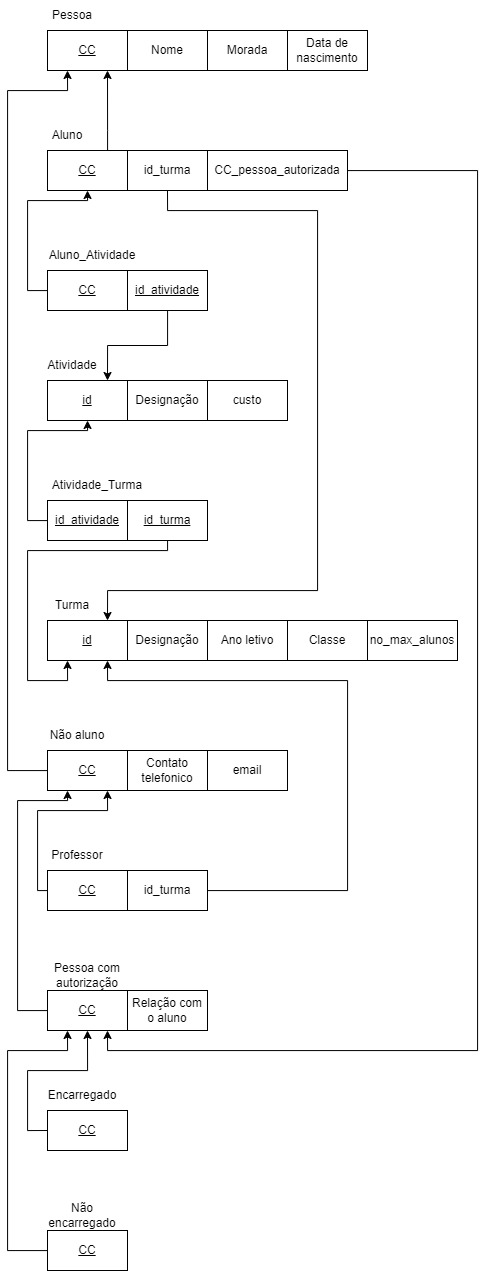 Pessoa
CC
Nome
Morada
Data de
nascimento
Aluno
CC
id_turma
CC_pessoa_autorizada
Aluno_Atividade
CC
id_atividade
Atividade
id
Designação
custo
Atividade_Turma
id_atividade
id_turma
Turma
id
Designação
Ano letivo
Classe
no_max_alunos
Não aluno
CC
Contato
telefonico
email
Professor
CC
id_turma
Pessoa com
autorização
CC
Relação com
o aluno
Encarregado
CC
Não
encarregado
CC